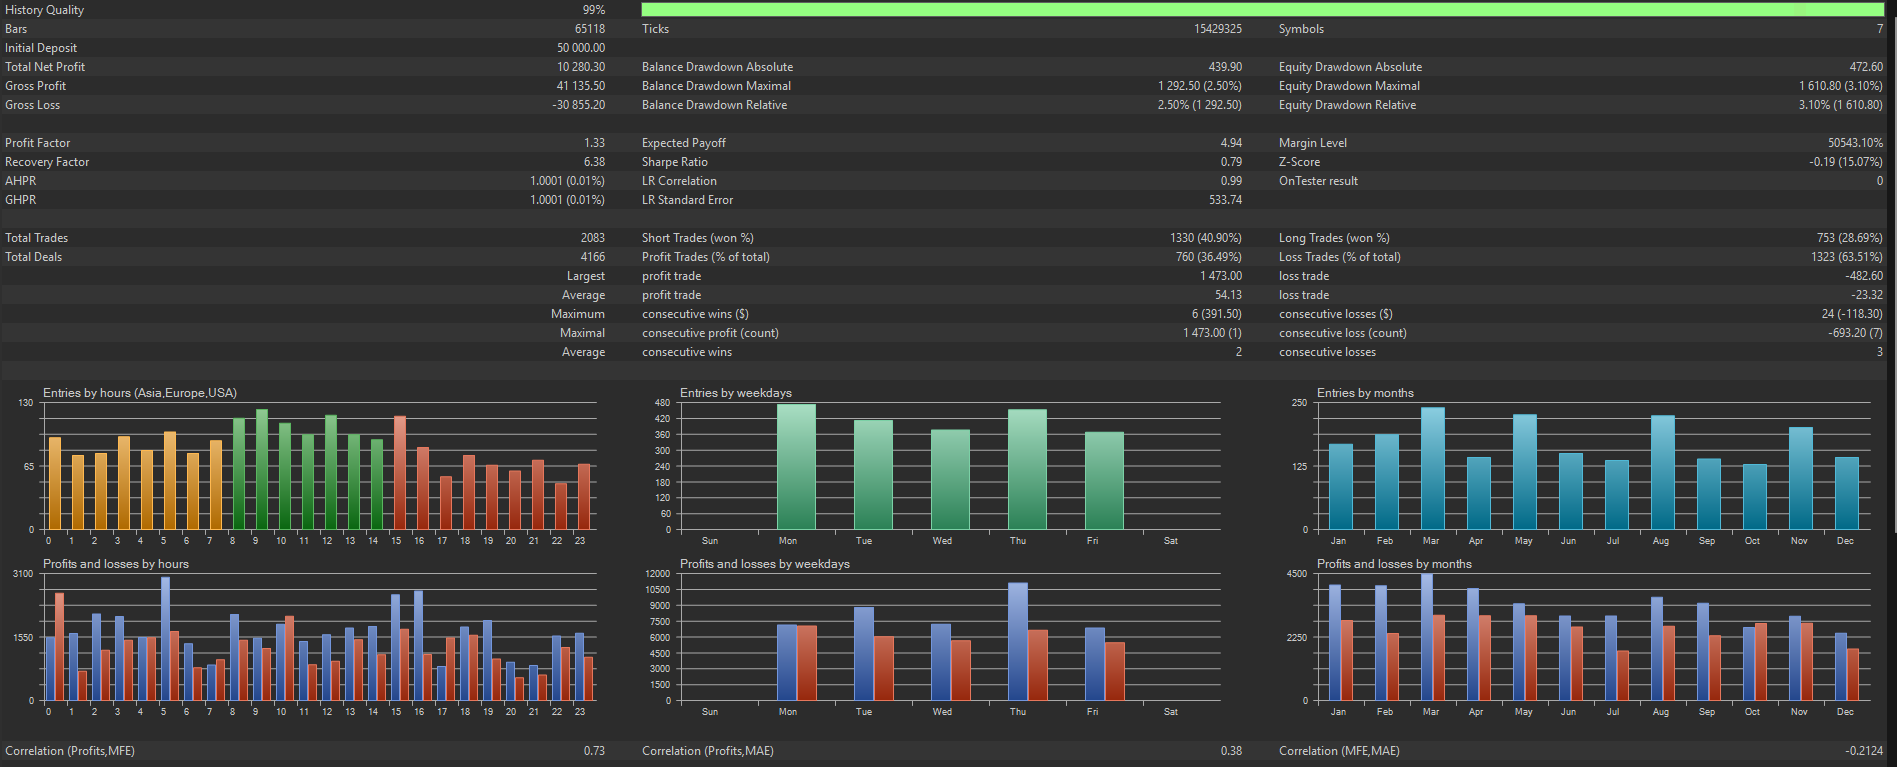 History Quality 99%
Bars 65118 Ticks 15429325 Symbols 7
Initial Deposit 50 000.00
Total Net Profit 10 280.30 Balance Drawdown Absolute 439.90 Equity Drawdown Absolute 472.60
Gross Profit 41 135.50 Balance Drawdown Maximal 1 292.50 (2.50%) Equity Drawdown Maximal 1 610.80 (3.10%)
Gross Loss -30 855.20 Balance Drawdown Relative 2.50% (1 292.50) Equity Drawdown Relative 3.10% (1 610.80)
Profit Factor 1.33 Expected Payoff 4.94 Margin Level 50543.10%
Recovery Factor 6.38 Sharpe Ratio 0.79 Z-Score -0.19 (15.07%)
AHPR 1.0001 (0.01%) LR Correlation 0.99 OnTester result 0
GHPR 1.0001 (0.01%) LR Standard Error 533.74
Total Trades 2083 Short Trades (won %) 1330 (40.90%) Long Trades (won %) 753 (28.69%)
Total Deals 4166 Profit Trades (% of total) 760 (36.49%) Loss Trades (% of total) 1323 (63.51%)
Largest profit trade 1 473.00 loss trade -482.60
Average profit trade 54.13 loss trade -23.32
Maximum consecutive wins ($) 6 (391.50) consecutive losses ($) 24 (-118.30)
Maximal consecutive profit (count) 1 473.00 (1) consecutive loss (count) -693.20 (7)
Average consecutive wins 2 consecutive losses 3
Entries by hours (Asia,Europe,USA)
130
65
0
0 1 2 3 4 5 6 7 8 9 10 11 12 13 14 15 16 17 18 19 20 21 22 23
Entries by weekdays
480
420
360
300
240
180
120
60
0
Sun Mon Tue Wed Thu Fri Sat
Entries by months
250
125
0
Jan Feb Mar Apr May Jun Jul Aug Sep Oct Nov Dec
Profits and losses by hours
3100
1550
0
0 1 2 3 4 5 6 7 8 9 10 11 12 13 14 15 16 17 18 19 20 21 22 23
Profits and losses by weekdays
12000
10500
9000
7500
6000
4500
3000
1500
0
Sun Mon Tue Wed Thu Fri Sat
Profits and losses by months
4500
2250
0
Jan Feb Mar Apr May Jun Jul Aug Sep Oct Nov Dec
Correlation (Profits,MFE) 0.73 Correlation (Profits,MAE) 0.38 Correlation (MFE,MAE) -0.2124